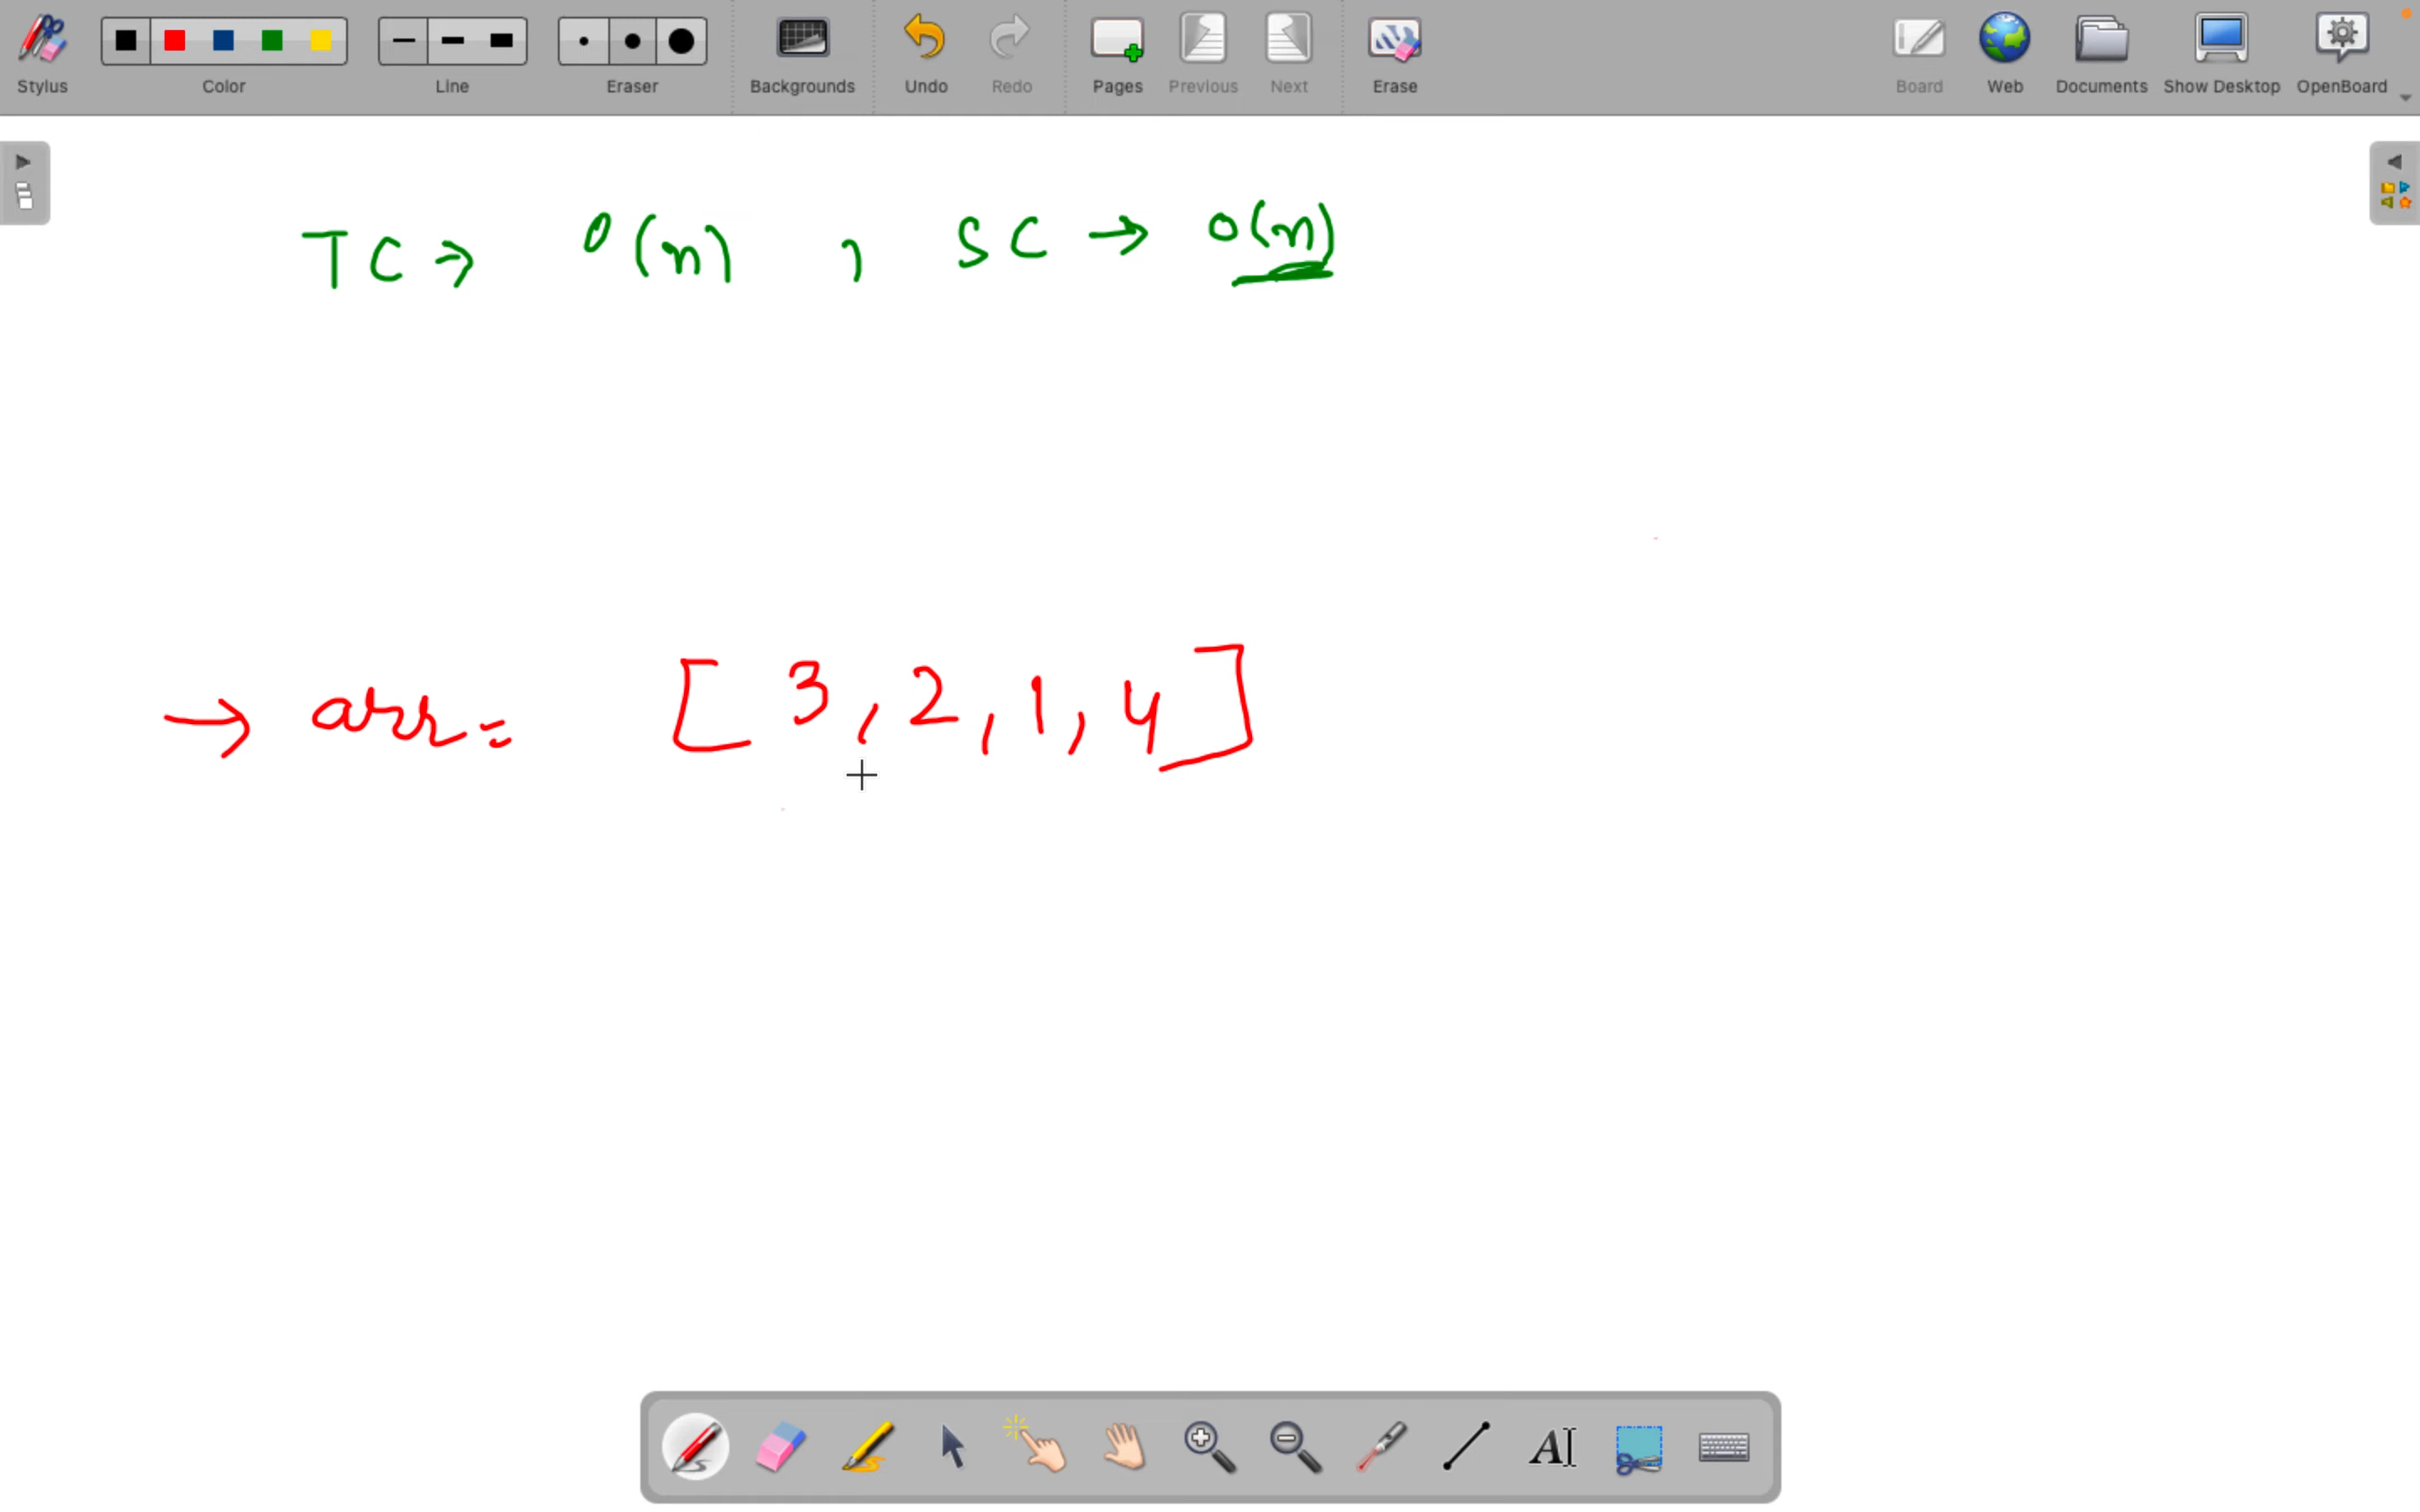 Stylus Color Line Eraser Backgrounds Undo Redo Pages Previous Next Erase Board Web Documents Show Desktop OpenBoard
TC → O(n) , SC → O(n)
→ arr = [ 3, 2, 1, 4 ]